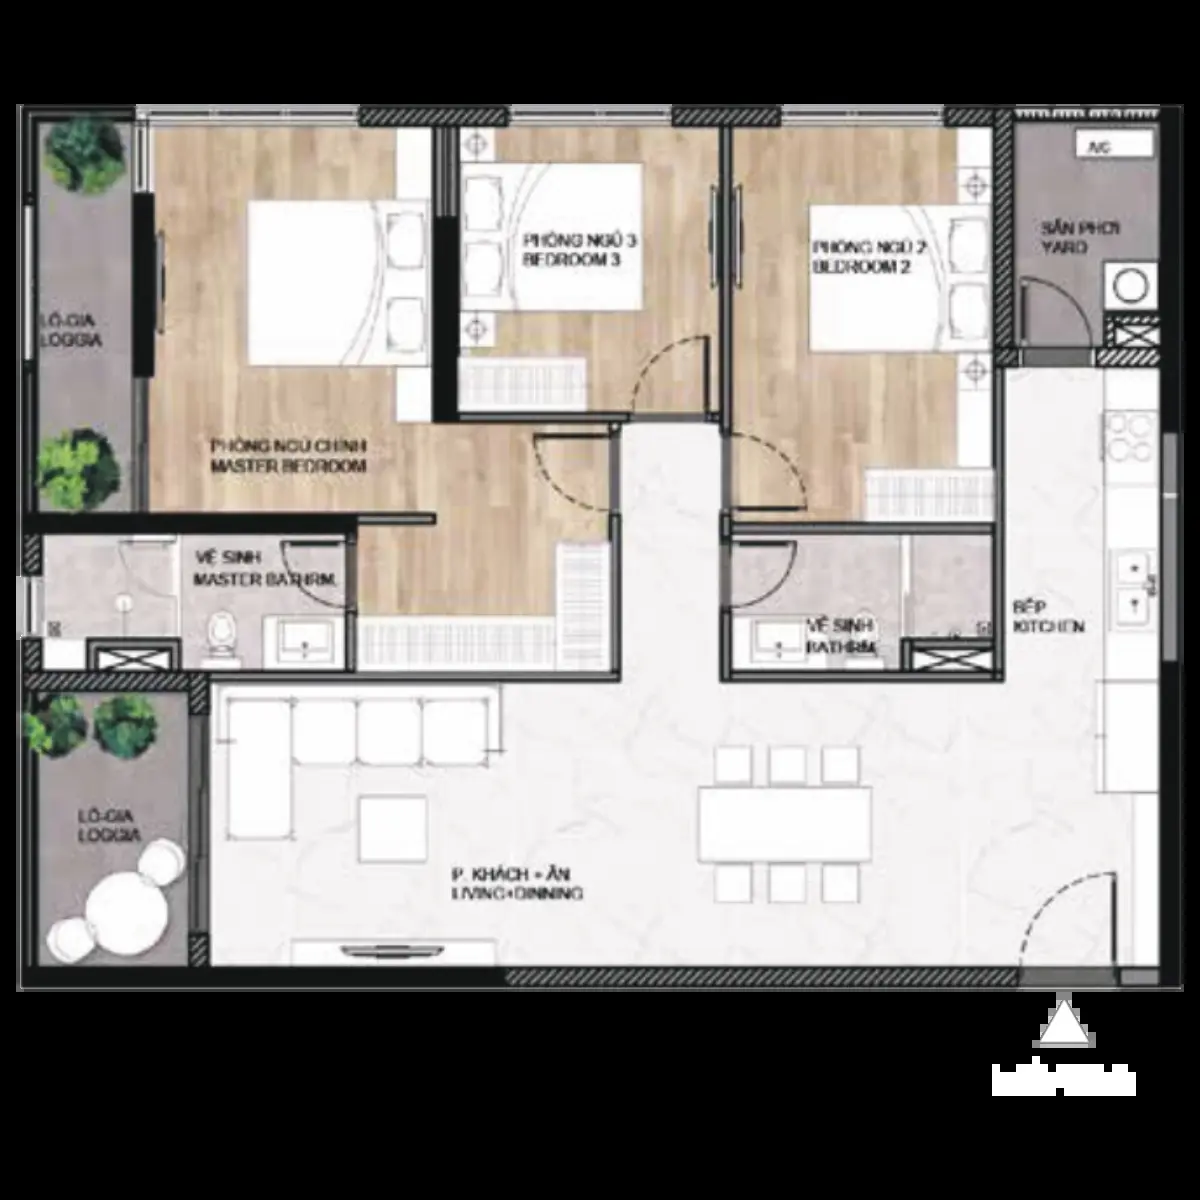 A/C
SÂN PHƠI
YARD
PHÒNG NGỦ 3
BEDROOM 3
PHÒNG NGỦ 2
BEDROOM 2
LÔ-GIA
LOGGIA
PHÒNG NGỦ CHÍNH
MASTER BEDROOM
VỆ SINH
MASTER BATHRM.
BẾP
KITCHEN
VỆ SINH
BATHRM.
LÔ-GIA
LOGGIA
P. KHÁCH + ĂN
LIVING+DINNING